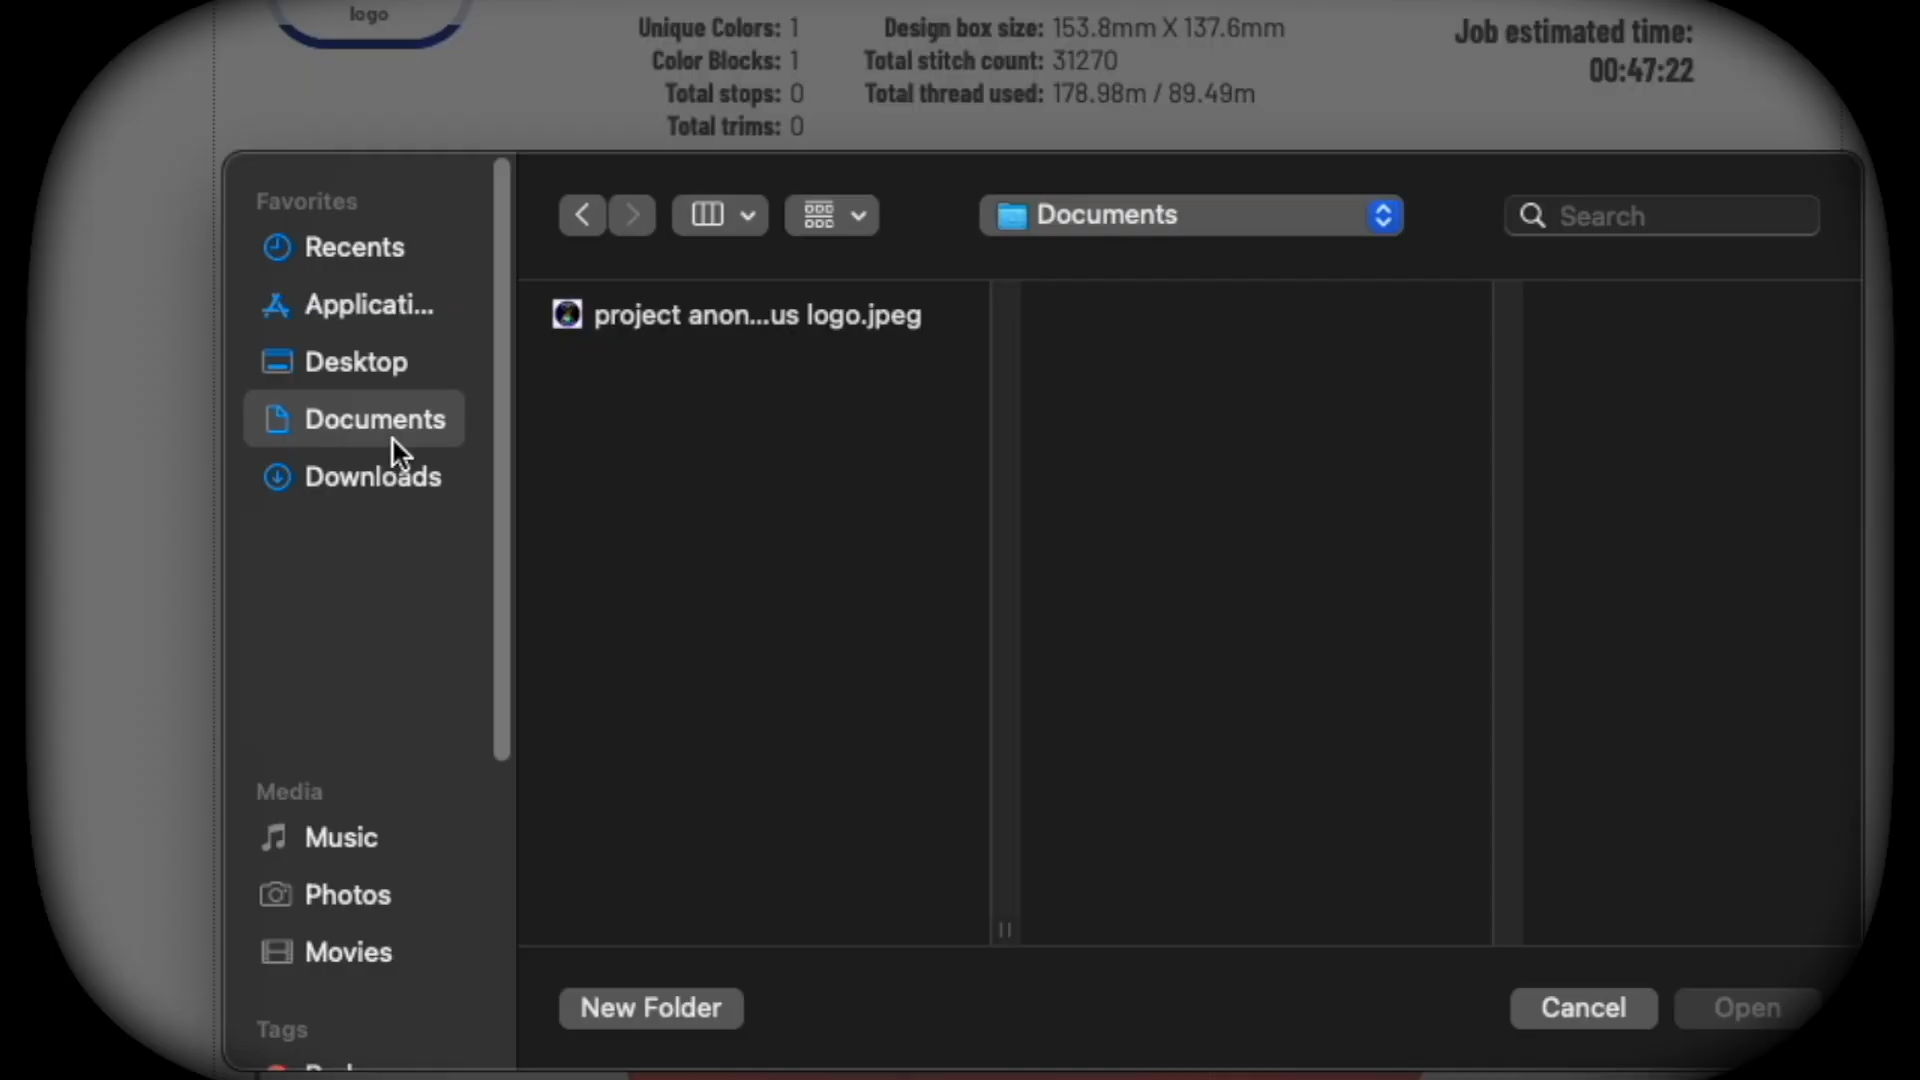 logo
Unique Colors: 1
Color Blocks: 1
Total stops: 0
Total trims: 0
Design box size: 153.8mm X 137.6mm
Total stitch count: 31270
Total thread used: 178.98m / 89.49m
Job estimated time:
00:47:22
Favorites
Recents
Applicati...
Desktop
Documents
Downloads
Media
Music
Photos
Movies
Tags
Documents
Search
project anon...us logo.jpeg
New Folder
Cancel
Open